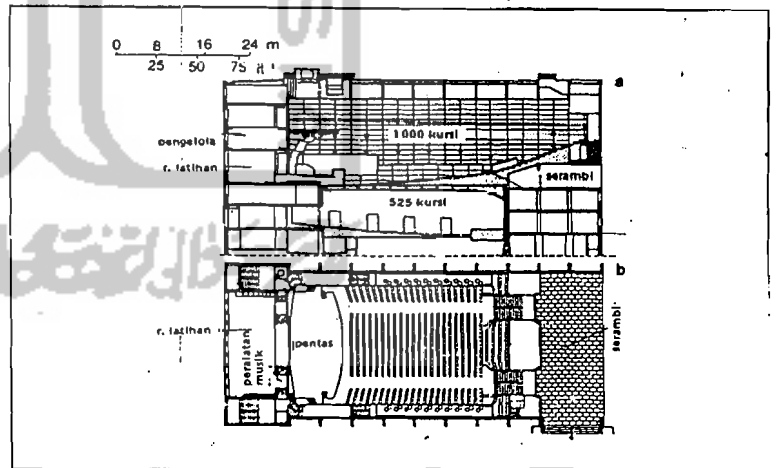 0 8 16 24 m
25 50 75 ft
a
1000 kursi
pengelola
r. latihan
serambi
525 kursi
b
r. latihan
peralatan
musik
pentas
serambi